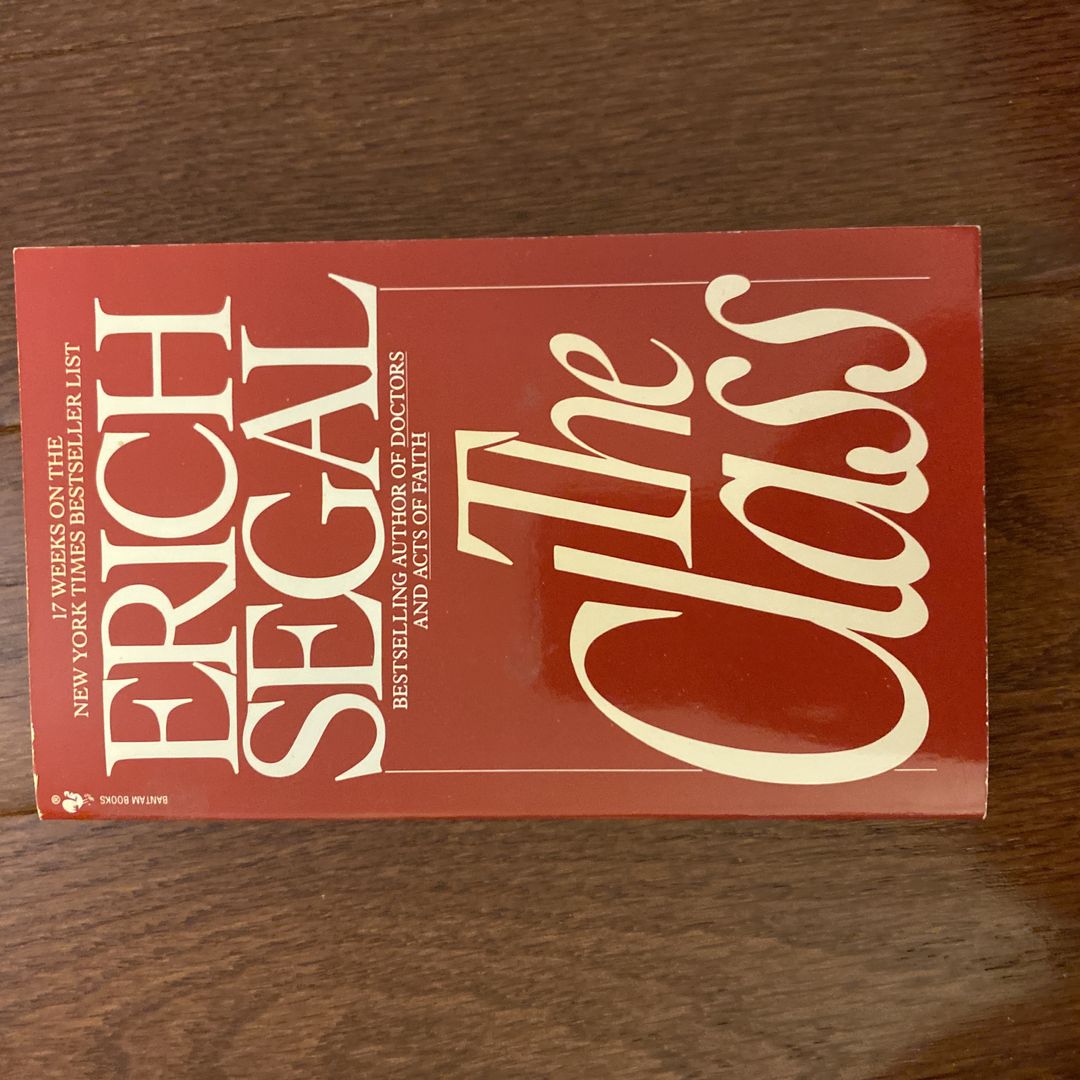 17 WEEKS ON THE
NEW YORK TIMES BESTSELLER LIST
ERICH
SEGAL
BESTSELLING AUTHOR OF DOCTORS
AND ACTS OF FAITH
The
Class
BANTAM BOOKS
®